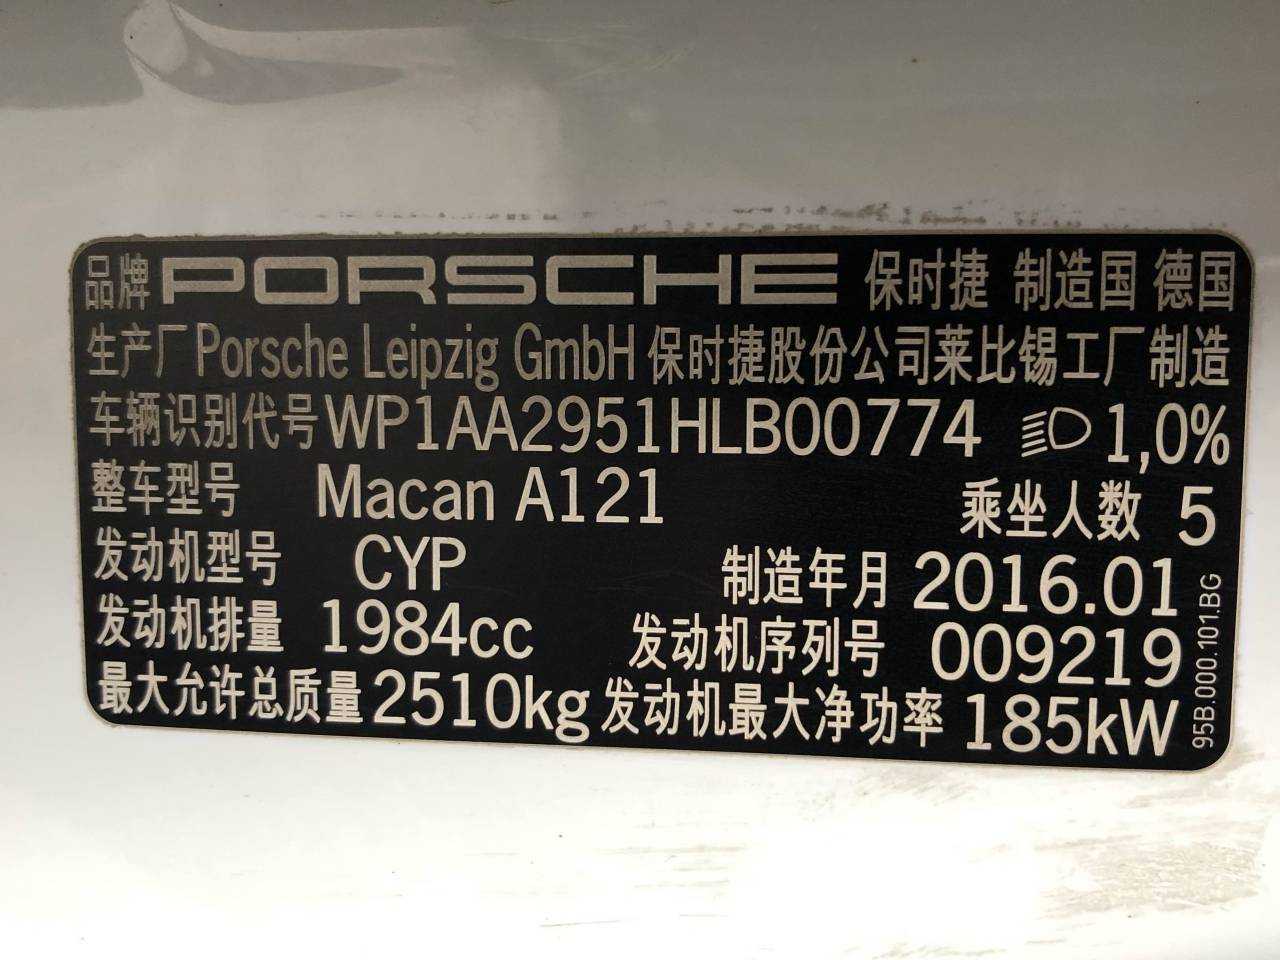 品牌 PORSCHE 保时捷 制造国 德国
生产厂 Porsche Leipzig GmbH 保时捷股份公司莱比锡工厂 制造
车辆识别代号 WP1AA2951HLB00774 1,0%
整车型号 Macan A121 乘坐人数 5
发动机型号 CYP 制造年月 2016.01
发动机排量 1984cc 发动机序列号 009219
最大允许总质量 2510kg 发动机最大净功率 185kW
95B.000.101.BG